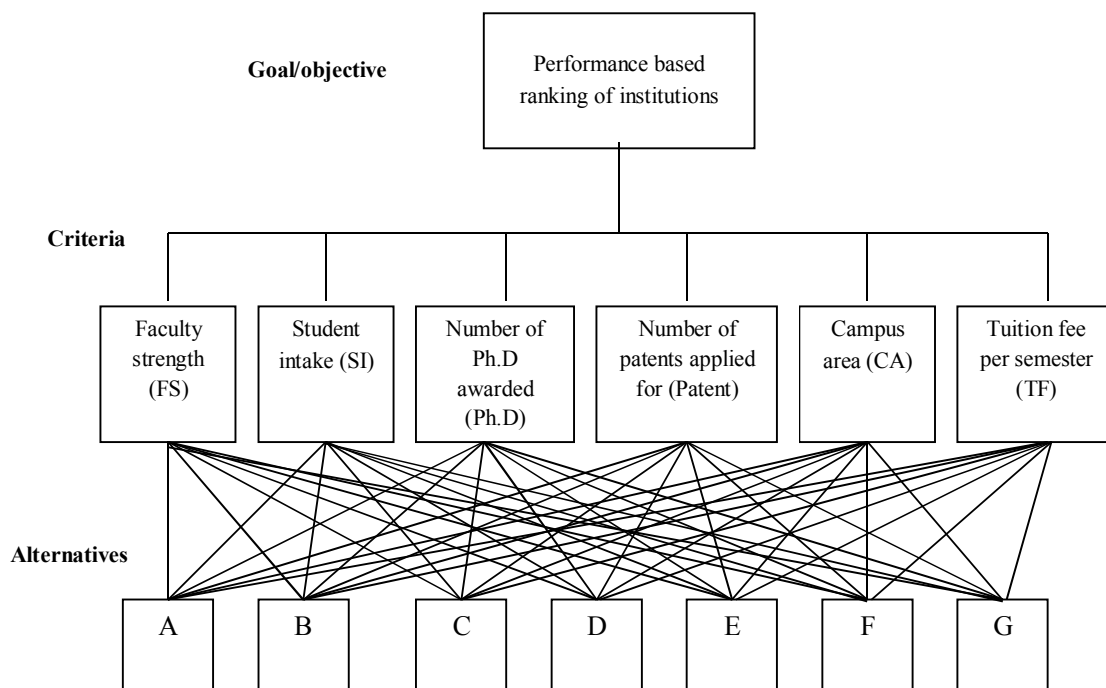 Goal/objective
Performance based
ranking of institutions
Criteria
Faculty
strength
(FS)
Student
intake (SI)
Number of
Ph.D
awarded
(Ph.D)
Number of
patents applied
for (Patent)
Campus
area (CA)
Tuition fee
per semester
(TF)
Alternatives
A
B
C
D
E
F
G